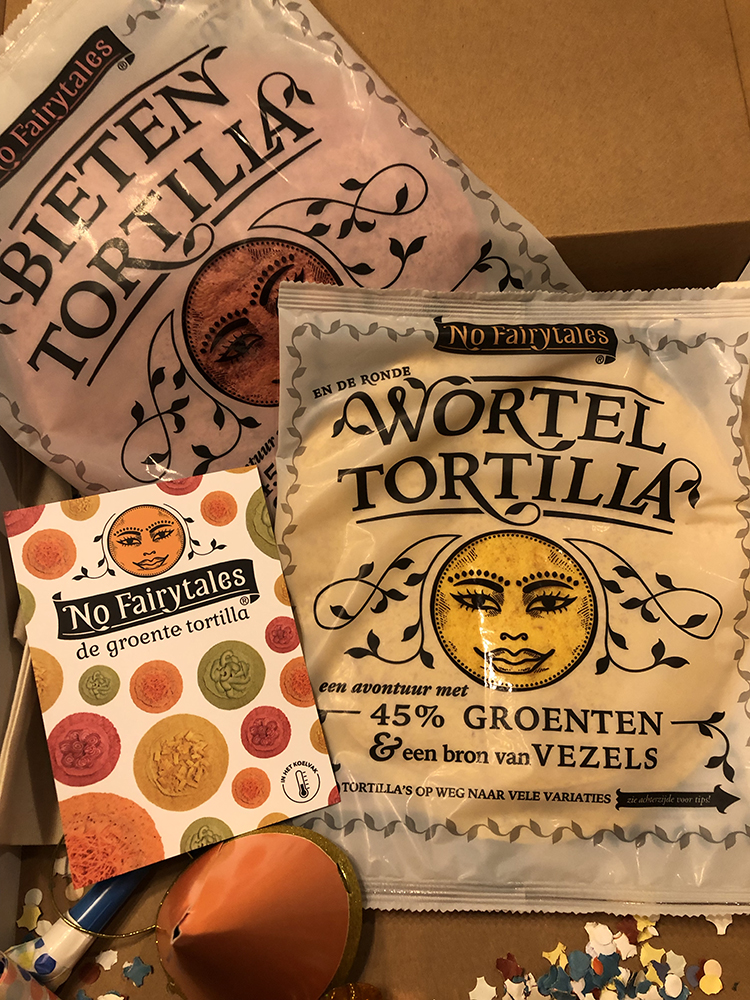 No Fairytales
®
BIETEN
TORTILLA
No Fairytales
®
EN DE RONDE
WORTEL
TORTILLA
een avontuur met
45% GROENTEN
& een bron van VEZELS
TORTILLA'S OP WEG NAAR VELE VARIATIES
zie achterzijde voor tips!
No Fairytales
®
de groente tortilla
IN HET KOELVAK